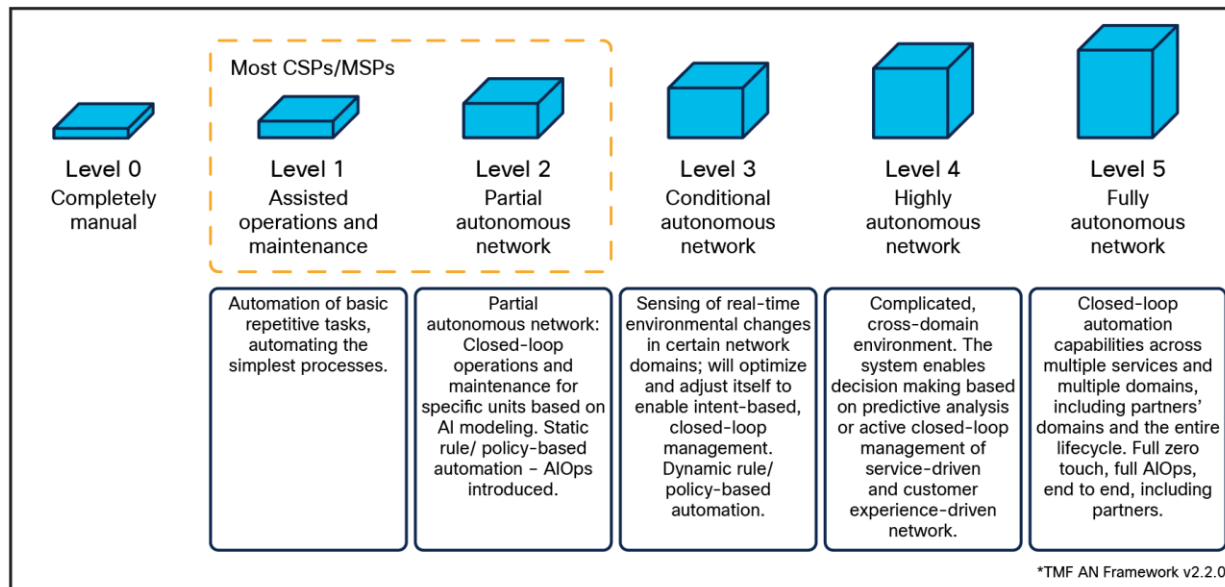 Most CSPs/MSPs
Level 0
Completely
manual
Level 1
Assisted
operations and
maintenance
Level 2
Partial
autonomous
network
Level 3
Conditional
autonomous
network
Level 4
Highly
autonomous
network
Level 5
Fully
autonomous
network
Automation of basic
repetitive tasks,
automating the
simplest processes.
Partial
autonomous network:
Closed-loop
operations and
maintenance for
specific units based on
AI modeling. Static
rule/ policy-based
automation – AIOps
introduced.
Sensing of real-time
environmental changes
in certain network
domains; will optimize
and adjust itself to
enable intent-based,
closed-loop
management.
Dynamic rule/
policy-based
automation.
Complicated,
cross-domain
environment. The
system enables
decision making based
on predictive analysis
or active closed-loop
management of
service-driven
and customer
experience-driven
network.
Closed-loop
automation
capabilities across
multiple services and
multiple domains,
including partners’
domains and the entire
lifecycle. Full zero
touch, full AIOps,
end to end, including
partners.
*TMF AN Framework v2.2.0